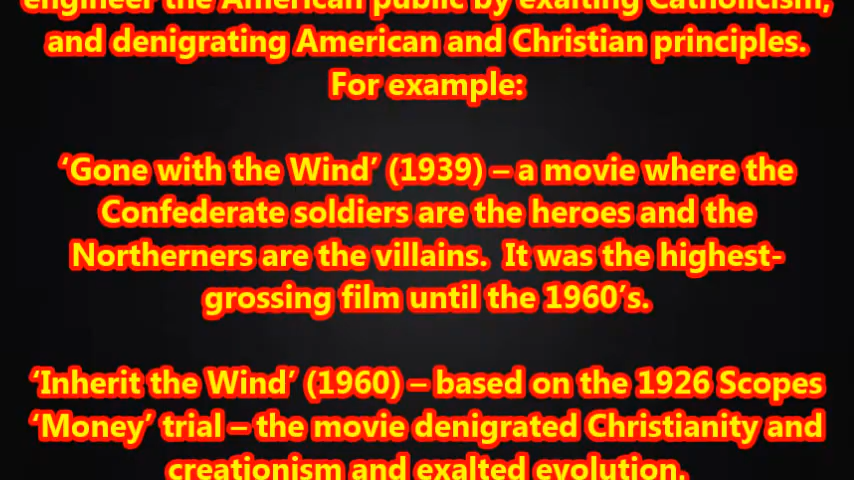 engineer the American public by exalting Catholicism,
and denigrating American and Christian principles.
For example:
‘Gone with the Wind’ (1939) – a movie where the
Confederate soldiers are the heroes and the
Northerners are the villains.  It was the highest-
grossing film until the 1960’s.
‘Inherit the Wind’ (1960) – based on the 1926 Scopes
‘Money’ trial – the movie denigrated Christianity and
creationism and exalted evolution.